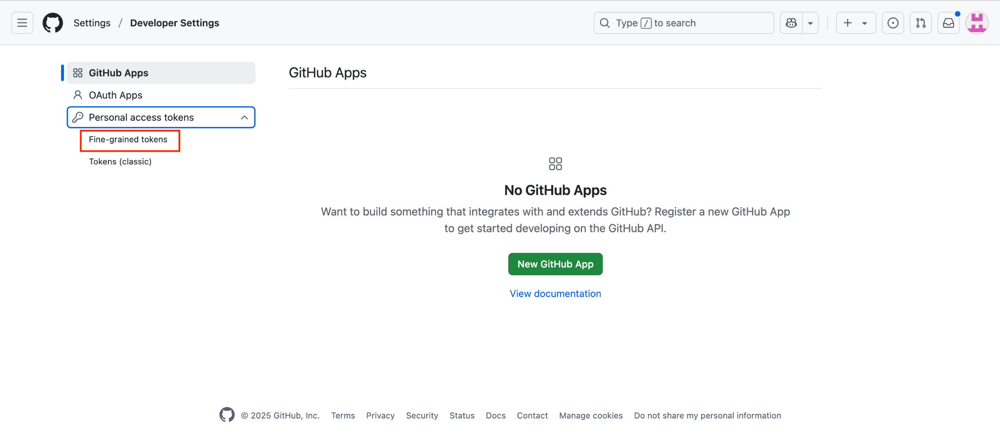 Settings / Developer Settings
Type / to search
GitHub Apps
OAuth Apps
Personal access tokens
Fine-grained tokens
Tokens (classic)
GitHub Apps
No GitHub Apps
Want to build something that integrates with and extends GitHub? Register a new GitHub App
to get started developing on the GitHub API.
New GitHub App
View documentation
© 2025 GitHub, Inc. Terms Privacy Security Status Docs Contact Manage cookies Do not share my personal information